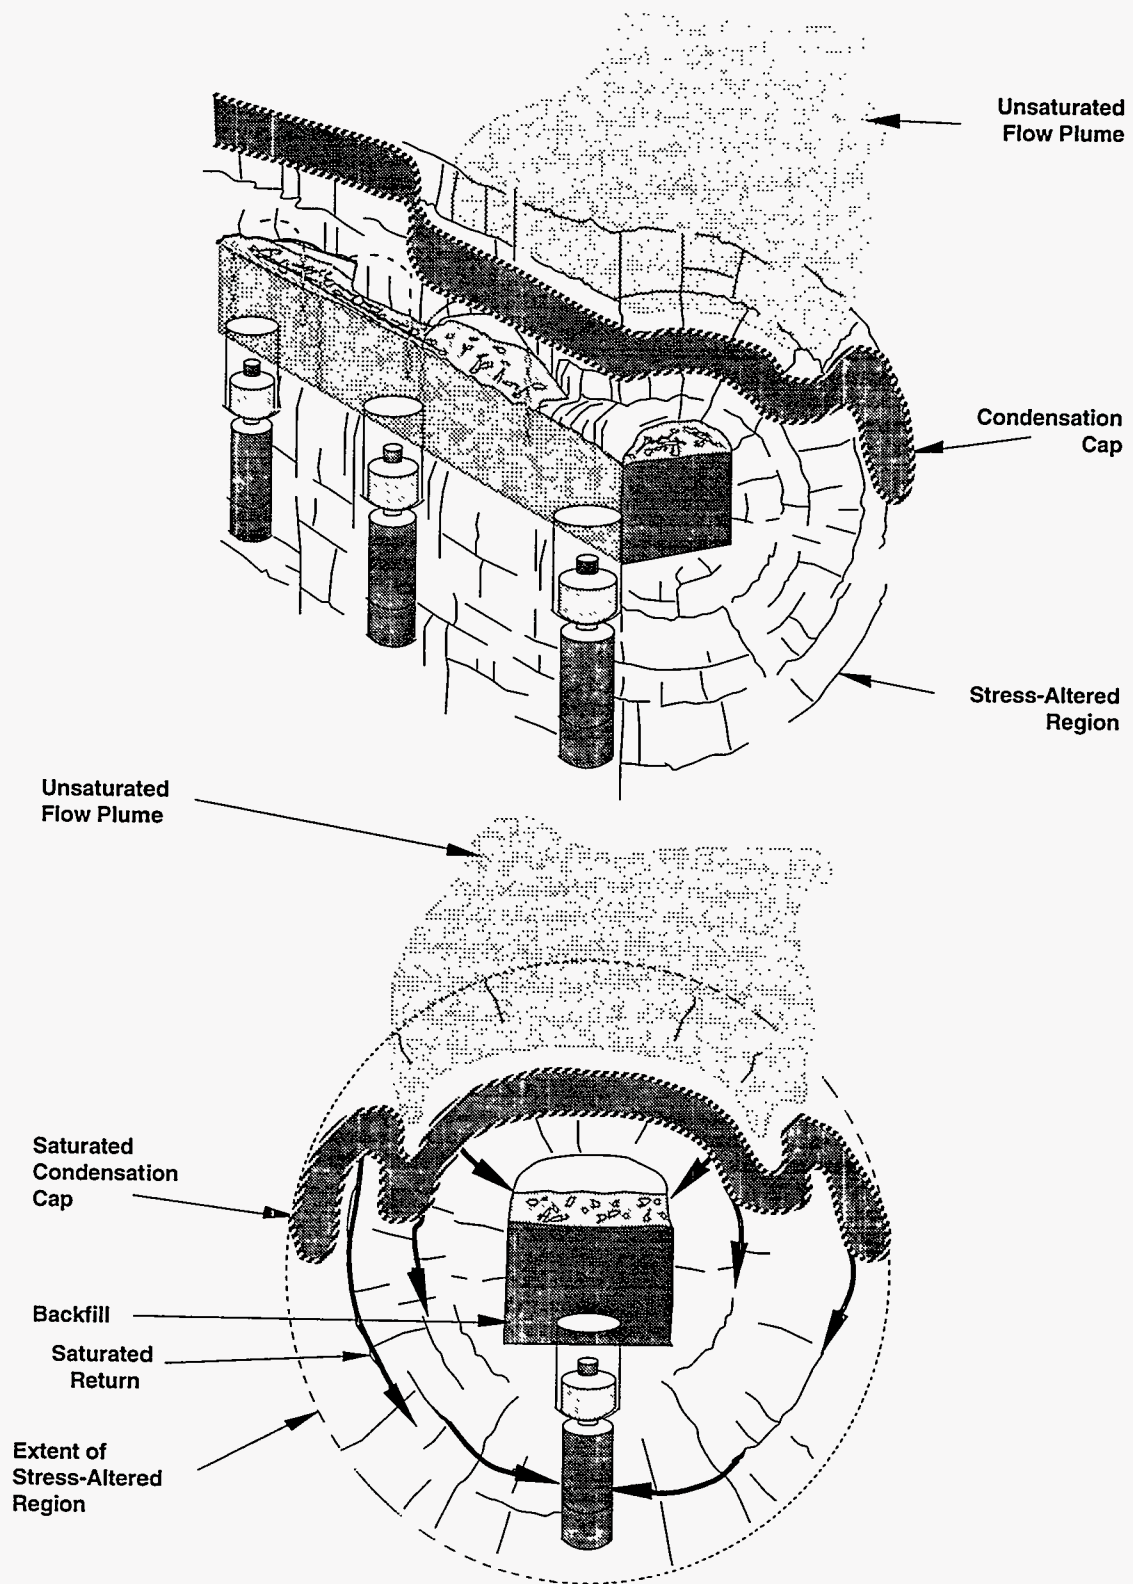 Unsaturated
Flow Plume
Condensation
Cap
Stress-Altered
Region
Unsaturated
Flow Plume
Saturated
Condensation
Cap
Backfill
Saturated
Return
Extent of
Stress-Altered
Region